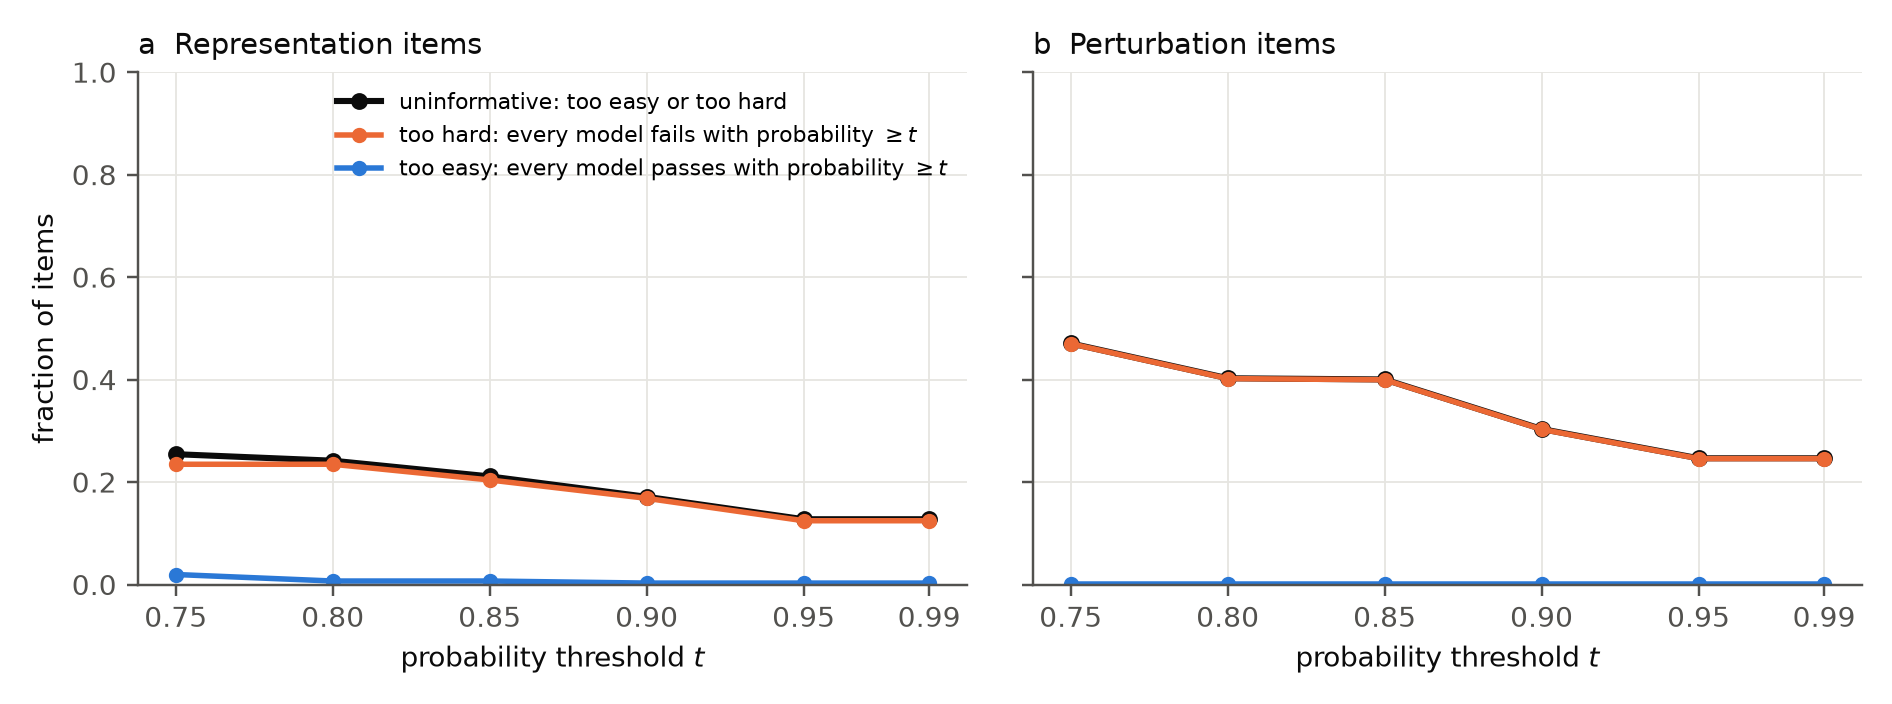 a Representation items
b Perturbation items
1.0
0.8
0.6
0.4
0.2
0.0
fraction of items
uninformative: too easy or too hard
too hard: every model fails with probability ≥ t
too easy: every model passes with probability ≥ t
0.75 0.80 0.85 0.90 0.95 0.99
probability threshold t
0.75 0.80 0.85 0.90 0.95 0.99
probability threshold t